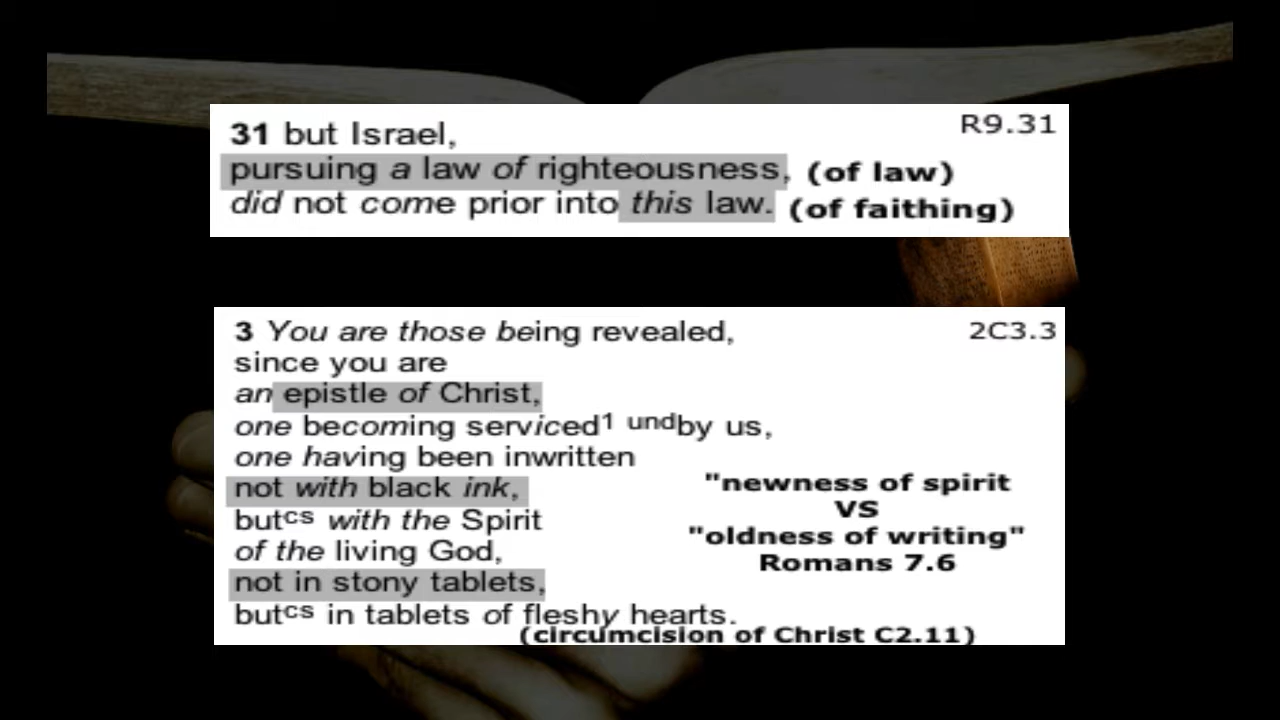 31 but Israel, R9.31
pursuing a law of righteousness, (of law)
did not come prior into this law. (of faithing)
3 You are those being revealed, 2C3.3
since you are
an epistle of Christ,
one becoming serviced1 undby us,
one having been inwritten
not with black ink, "newness of spirit
VS
butcs with the Spirit "oldness of writing"
of the living God, Romans 7.6
not in stony tablets,
butcs in tablets of fleshy hearts.
(circumcision of Christ C2.11)